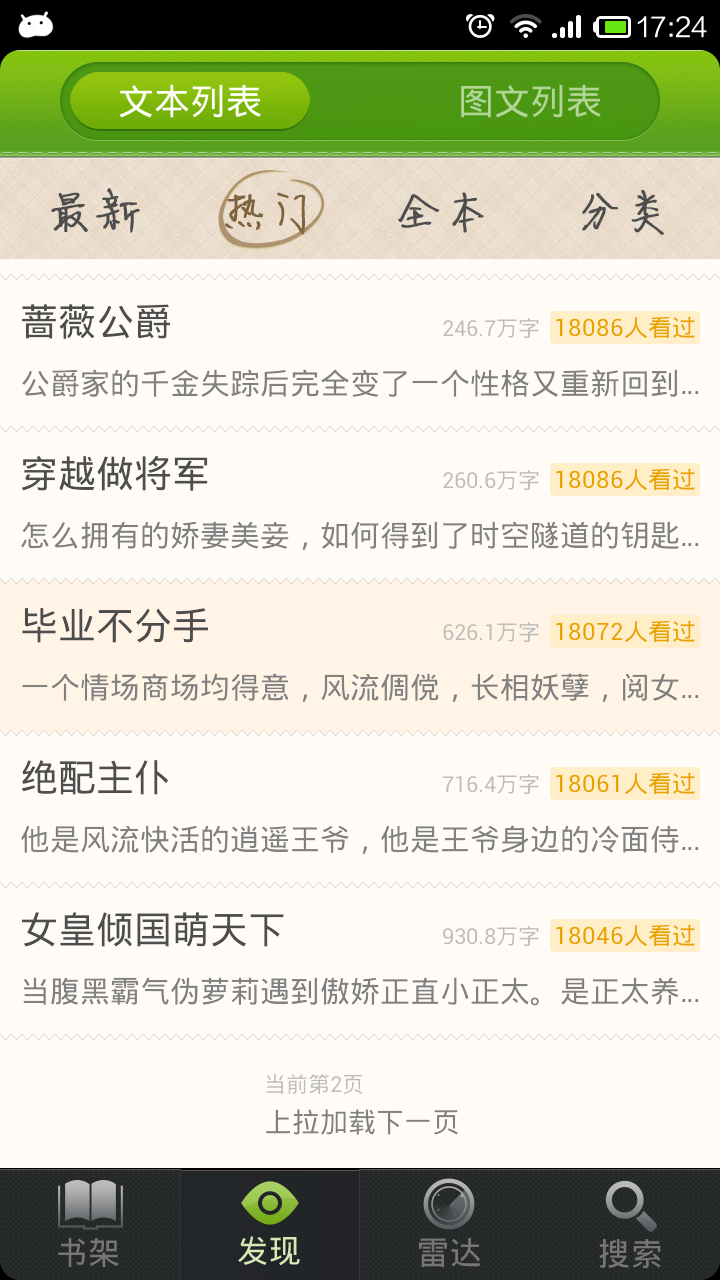 17:24
文本列表 图文列表
最新 热门 全本 分类
蔷薇公爵 246.7万字 18086人看过
公爵家的千金失踪后完全变了一个性格又重新回到...
穿越做将军 260.6万字 18086人看过
怎么拥有的娇妻美妾，如何得到了时空隧道的钥匙...
毕业不分手 626.1万字 18072人看过
一个情场商场均得意，风流倜傥，长相妖孽，阅女...
绝配主仆 716.4万字 18061人看过
他是风流快活的逍遥王爷，他是王爷身边的冷面侍...
女皇倾国萌天下 930.8万字 18046人看过
当腹黑霸气伪萝莉遇到傲娇正直小正太。是正太养...
当前第2页
上拉加载下一页
书架 发现 雷达 搜索